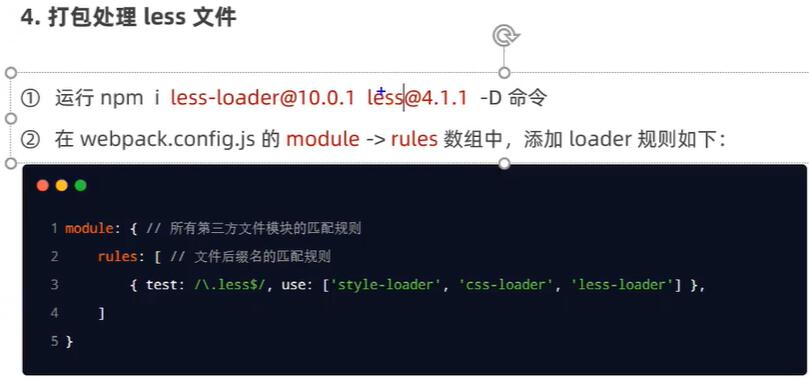 4. 打包处理 less 文件
① 运行 npm i less-loader@10.0.1 less@4.1.1 -D 命令
② 在 webpack.config.js 的 module -> rules 数组中，添加 loader 规则如下：
1 module: { // 所有第三方文件模块的匹配规则
2 rules: [ // 文件后缀名的匹配规则
3 { test: /\.less$/, use: ['style-loader', 'css-loader', 'less-loader'] },
4 ]
5 }